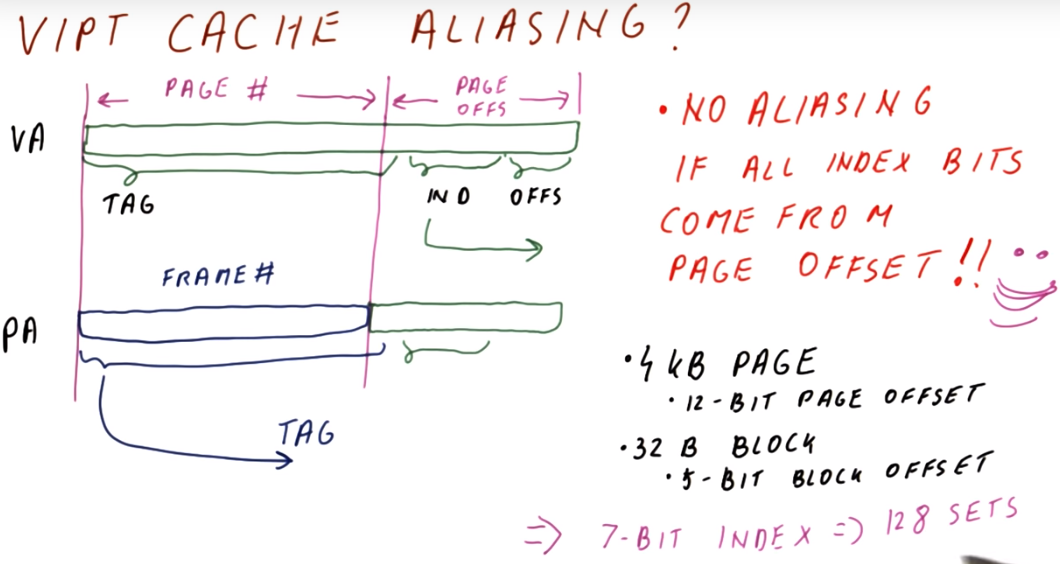 VIPT CACHE ALIASING?
PAGE #
PAGE
OFFS
VA
TAG
IND
OFFS
FRAME#
PA
TAG
• NO ALIASING
IF ALL INDEX BITS
COME FROM
PAGE OFFSET!!
• 4 kB PAGE
• 12-BIT PAGE OFFSET
• 32 B BLOCK
• 5-BIT BLOCK OFFSET
=> 7-BIT INDEX => 128 SETS